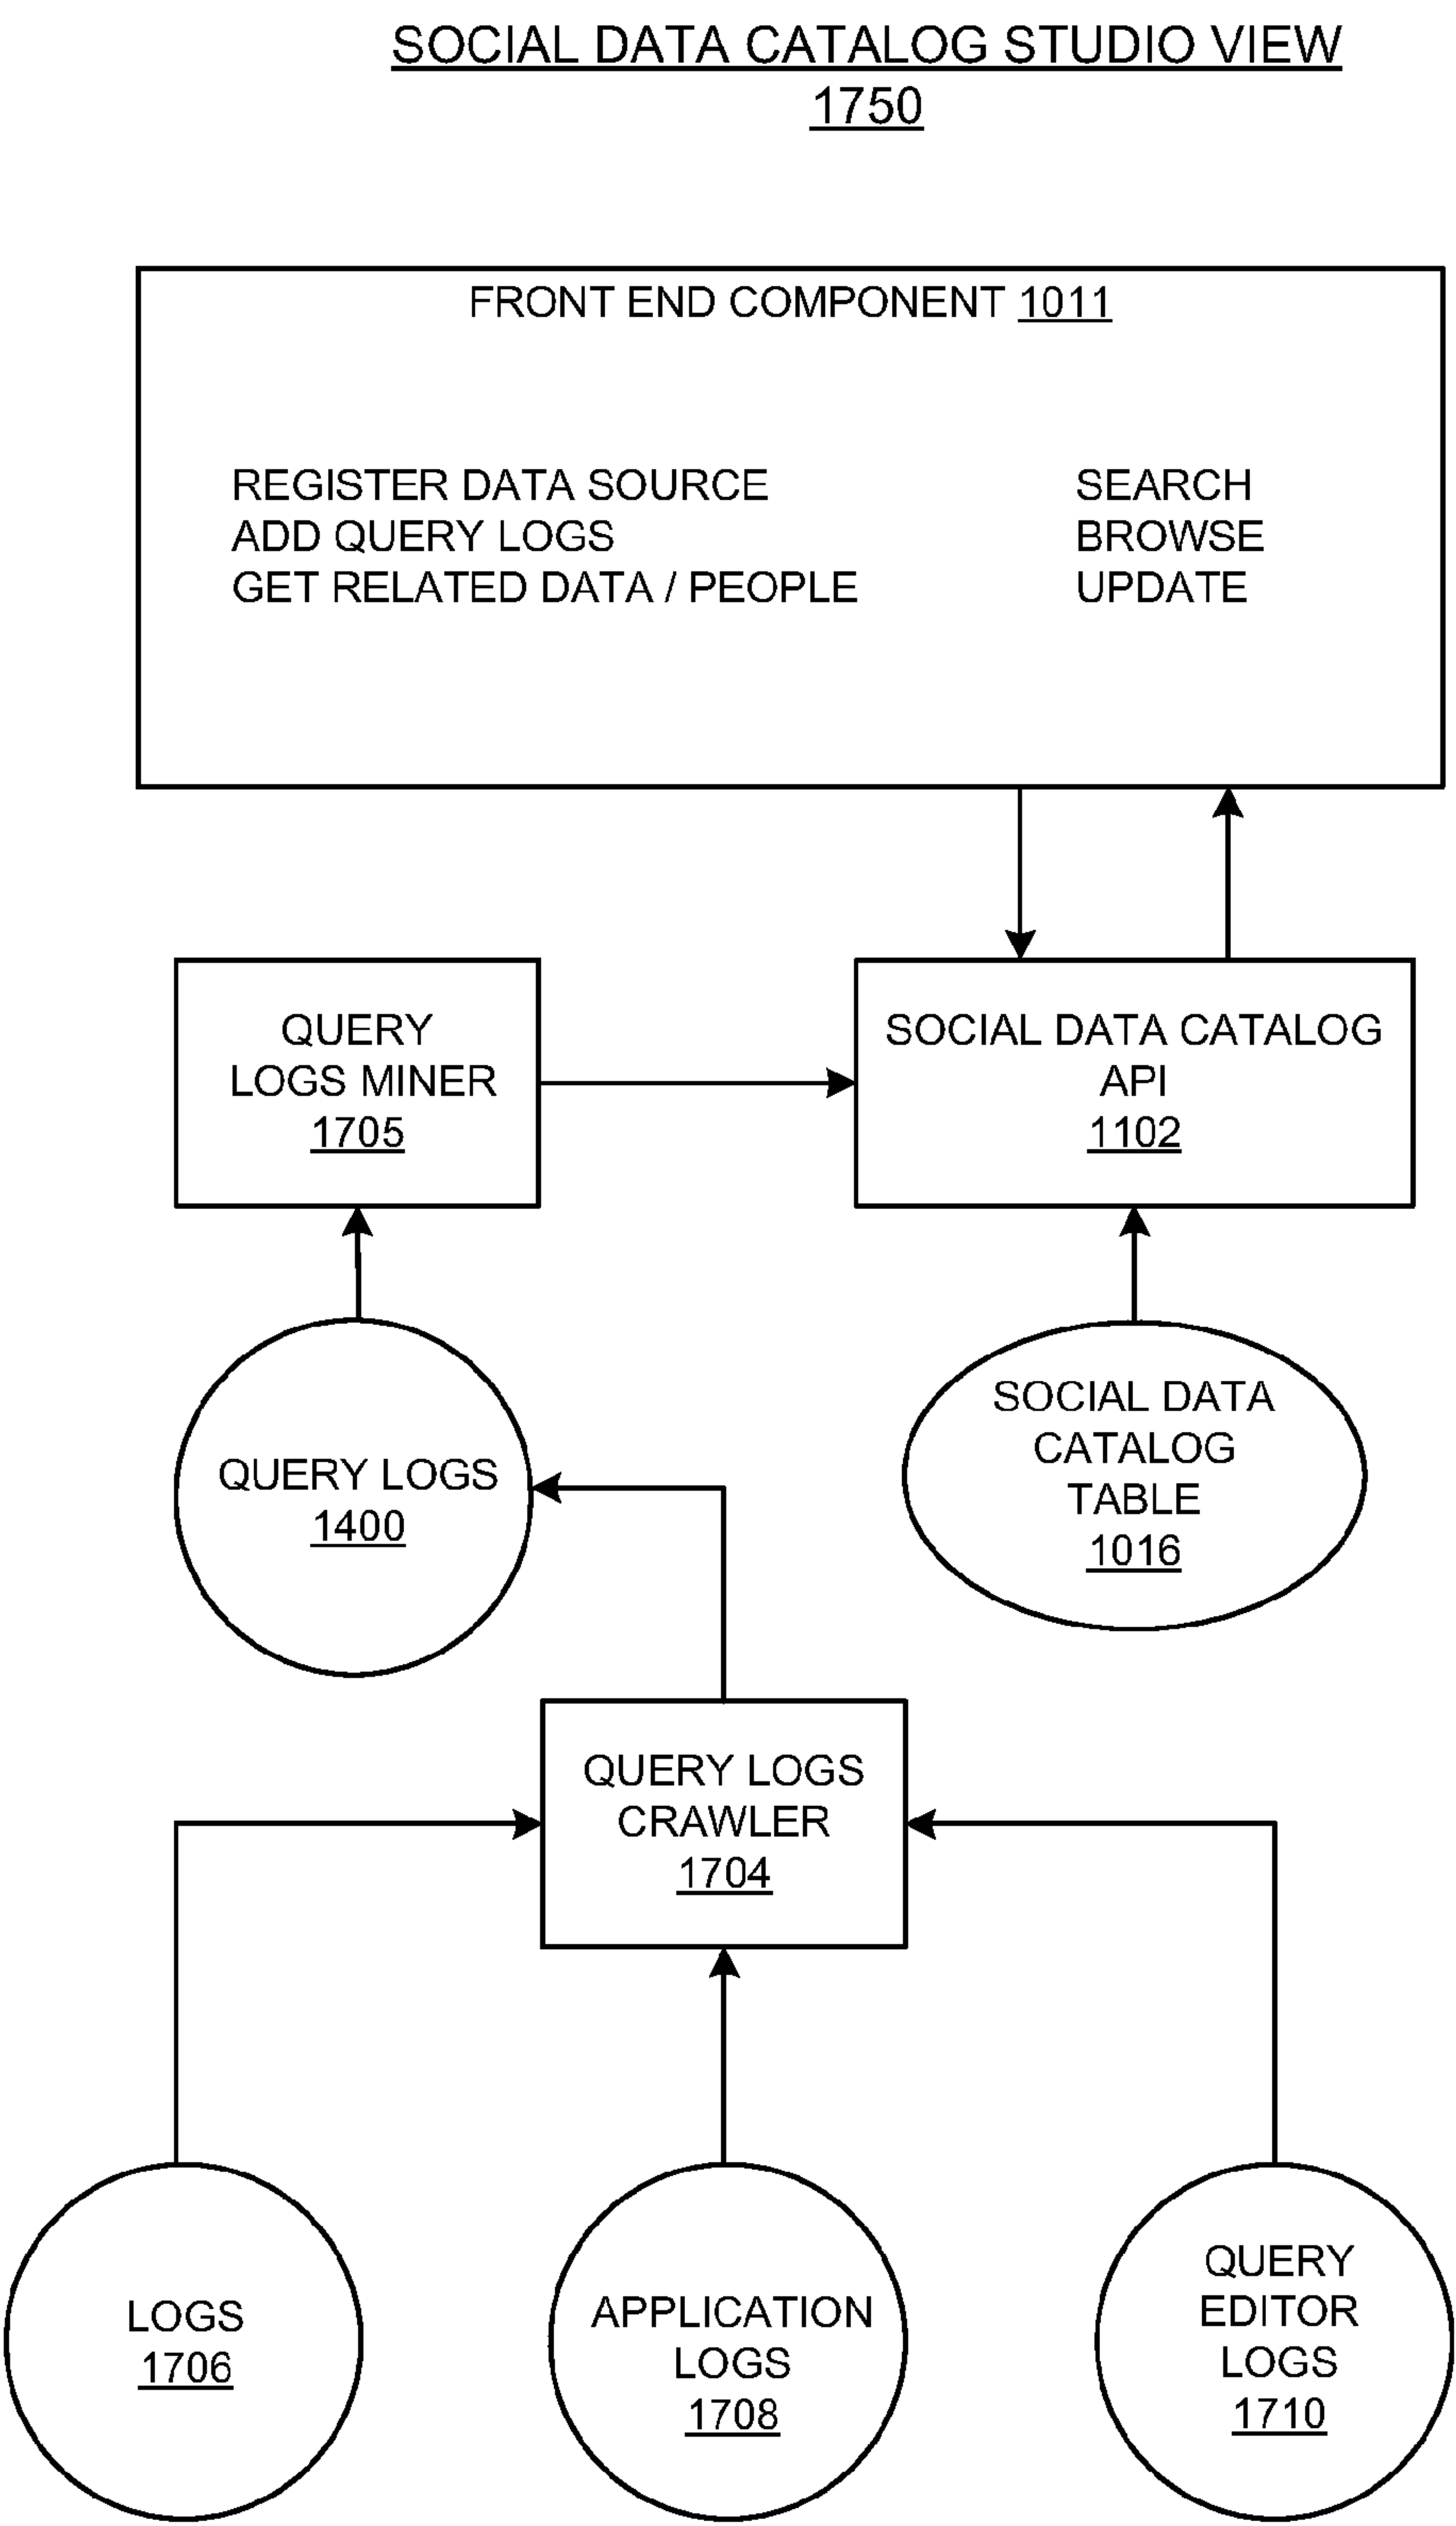 SOCIAL DATA CATALOG STUDIO VIEW
1750
FRONT END COMPONENT 1011
REGISTER DATA SOURCE
ADD QUERY LOGS
GET RELATED DATA / PEOPLE
SEARCH
BROWSE
UPDATE
QUERY
LOGS MINER
1705
SOCIAL DATA CATALOG
API
1102
QUERY LOGS
1400
SOCIAL DATA
CATALOG
TABLE
1016
QUERY LOGS
CRAWLER
1704
LOGS
1706
APPLICATION
LOGS
1708
QUERY
EDITOR
LOGS
1710